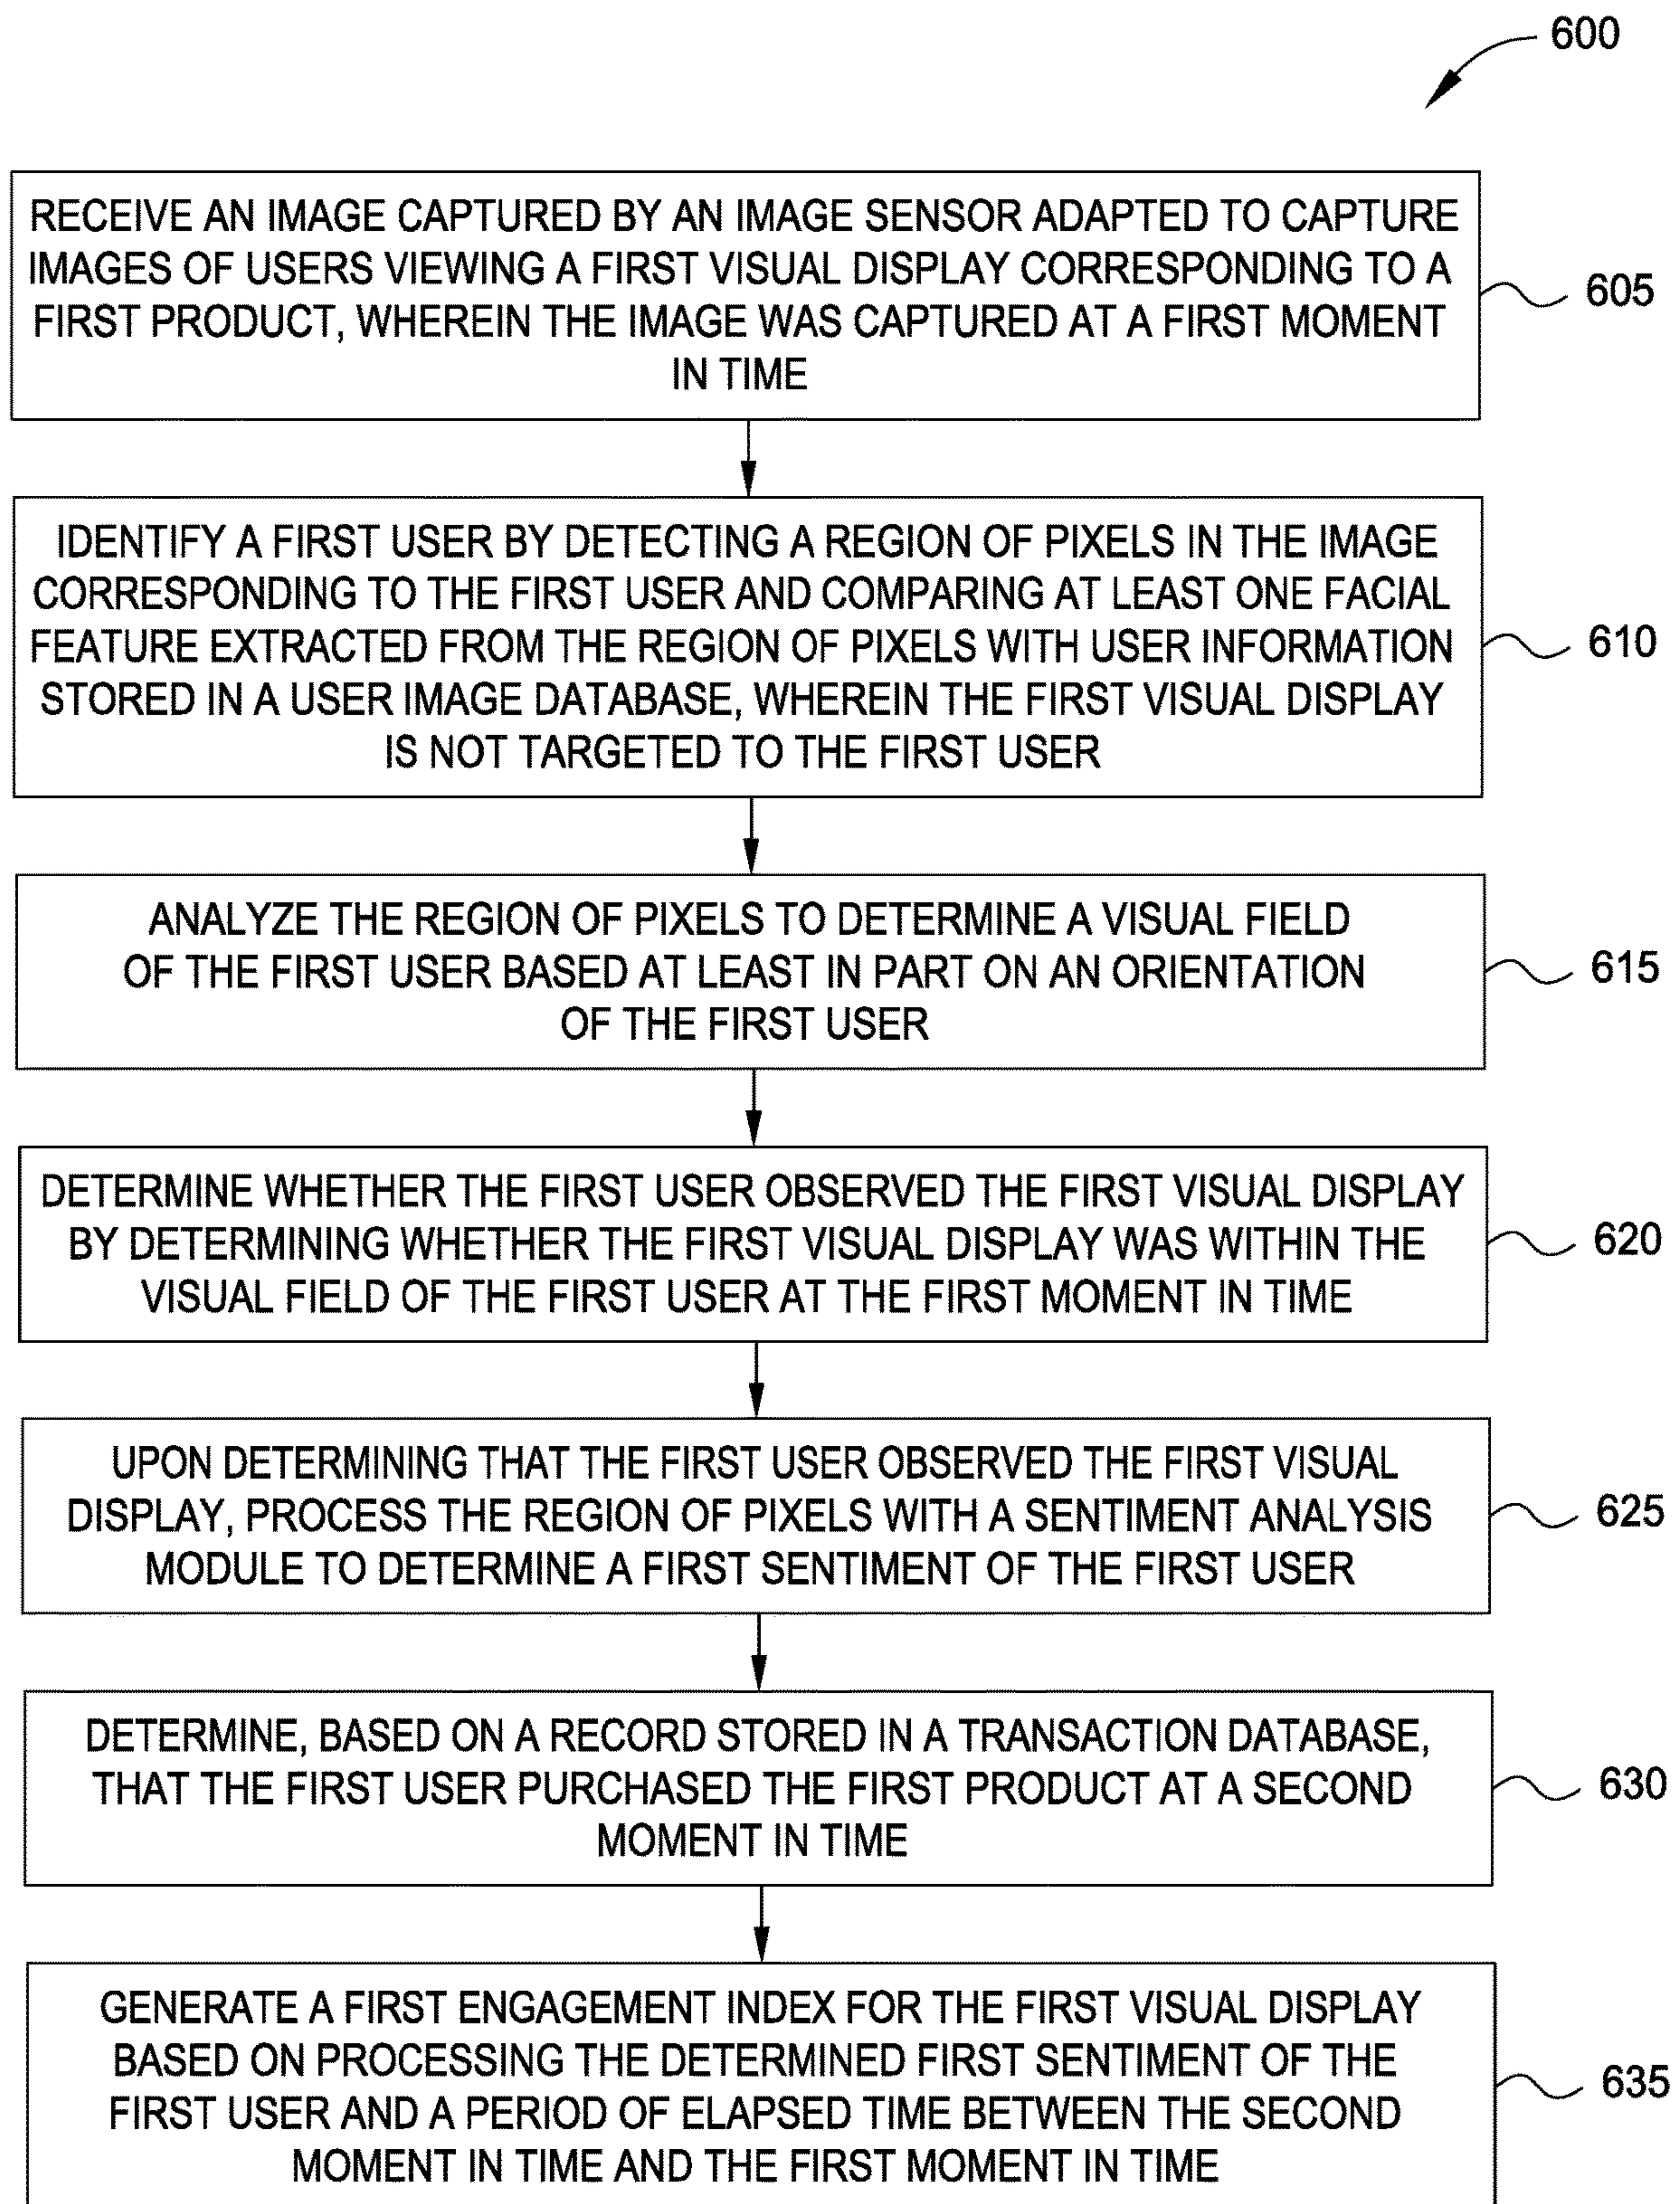 600
RECEIVE AN IMAGE CAPTURED BY AN IMAGE SENSOR ADAPTED TO CAPTURE
IMAGES OF USERS VIEWING A FIRST VISUAL DISPLAY CORRESPONDING TO A
FIRST PRODUCT, WHEREIN THE IMAGE WAS CAPTURED AT A FIRST MOMENT
IN TIME
605
IDENTIFY A FIRST USER BY DETECTING A REGION OF PIXELS IN THE IMAGE
CORRESPONDING TO THE FIRST USER AND COMPARING AT LEAST ONE FACIAL
FEATURE EXTRACTED FROM THE REGION OF PIXELS WITH USER INFORMATION
STORED IN A USER IMAGE DATABASE, WHEREIN THE FIRST VISUAL DISPLAY
IS NOT TARGETED TO THE FIRST USER
610
ANALYZE THE REGION OF PIXELS TO DETERMINE A VISUAL FIELD
OF THE FIRST USER BASED AT LEAST IN PART ON AN ORIENTATION
OF THE FIRST USER
615
DETERMINE WHETHER THE FIRST USER OBSERVED THE FIRST VISUAL DISPLAY
BY DETERMINING WHETHER THE FIRST VISUAL DISPLAY WAS WITHIN THE
VISUAL FIELD OF THE FIRST USER AT THE FIRST MOMENT IN TIME
620
UPON DETERMINING THAT THE FIRST USER OBSERVED THE FIRST VISUAL
DISPLAY, PROCESS THE REGION OF PIXELS WITH A SENTIMENT ANALYSIS
MODULE TO DETERMINE A FIRST SENTIMENT OF THE FIRST USER
625
DETERMINE, BASED ON A RECORD STORED IN A TRANSACTION DATABASE,
THAT THE FIRST USER PURCHASED THE FIRST PRODUCT AT A SECOND
MOMENT IN TIME
630
GENERATE A FIRST ENGAGEMENT INDEX FOR THE FIRST VISUAL DISPLAY
BASED ON PROCESSING THE DETERMINED FIRST SENTIMENT OF THE
FIRST USER AND A PERIOD OF ELAPSED TIME BETWEEN THE SECOND
MOMENT IN TIME AND THE FIRST MOMENT IN TIME
635